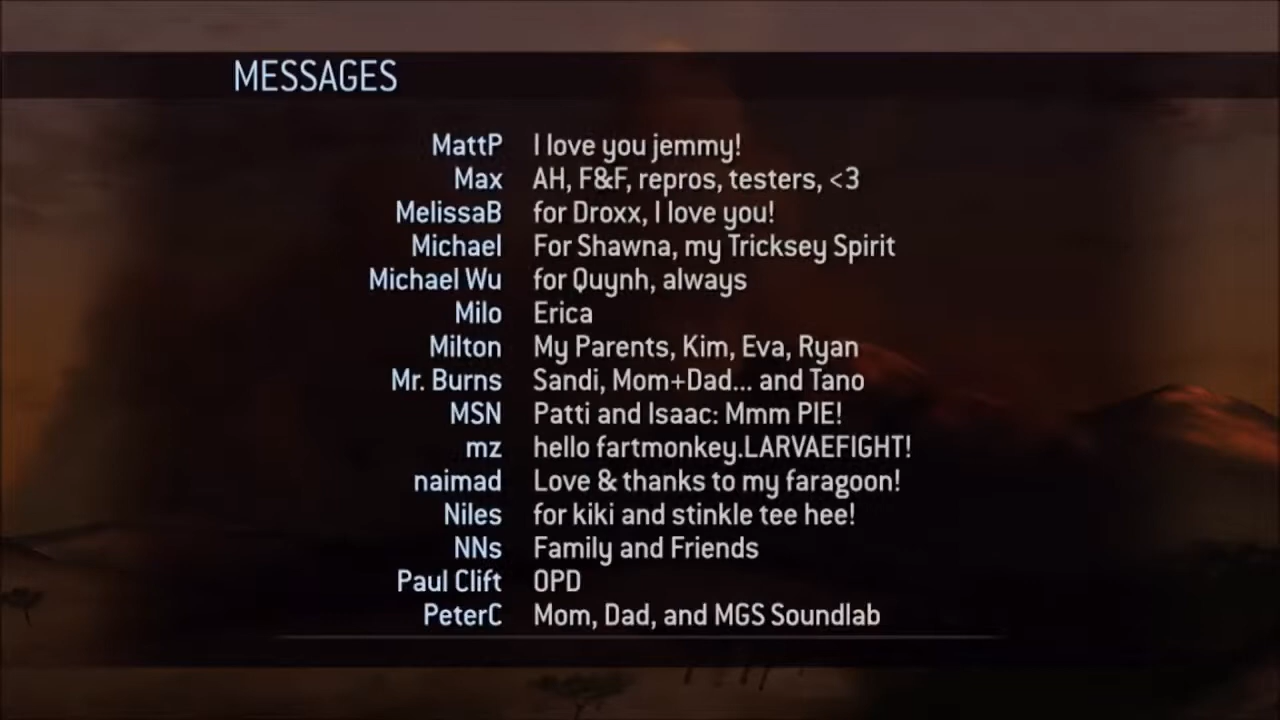 MESSAGES
MattP I love you jemmy!
Max AH, F&F, repros, testers, <3
MelissaB for Droxx, I love you!
Michael For Shawna, my Tricksey Spirit
Michael Wu for Quynh, always
Milo Erica
Milton My Parents, Kim, Eva, Ryan
Mr. Burns Sandi, Mom+Dad... and Tano
MSN Patti and Isaac: Mmm PIE!
mz hello fartmonkey.LARVAEFIGHT!
naimad Love & thanks to my faragoon!
Niles for kiki and stinkle tee hee!
NNs Family and Friends
Paul Clift OPD
PeterC Mom, Dad, and MGS Soundlab